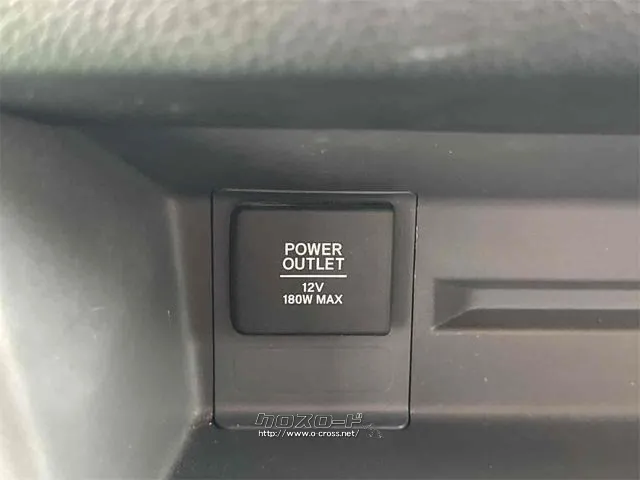 POWER
OUTLET
12V
180W MAX
クロスロード
http://www.o-cross.net/